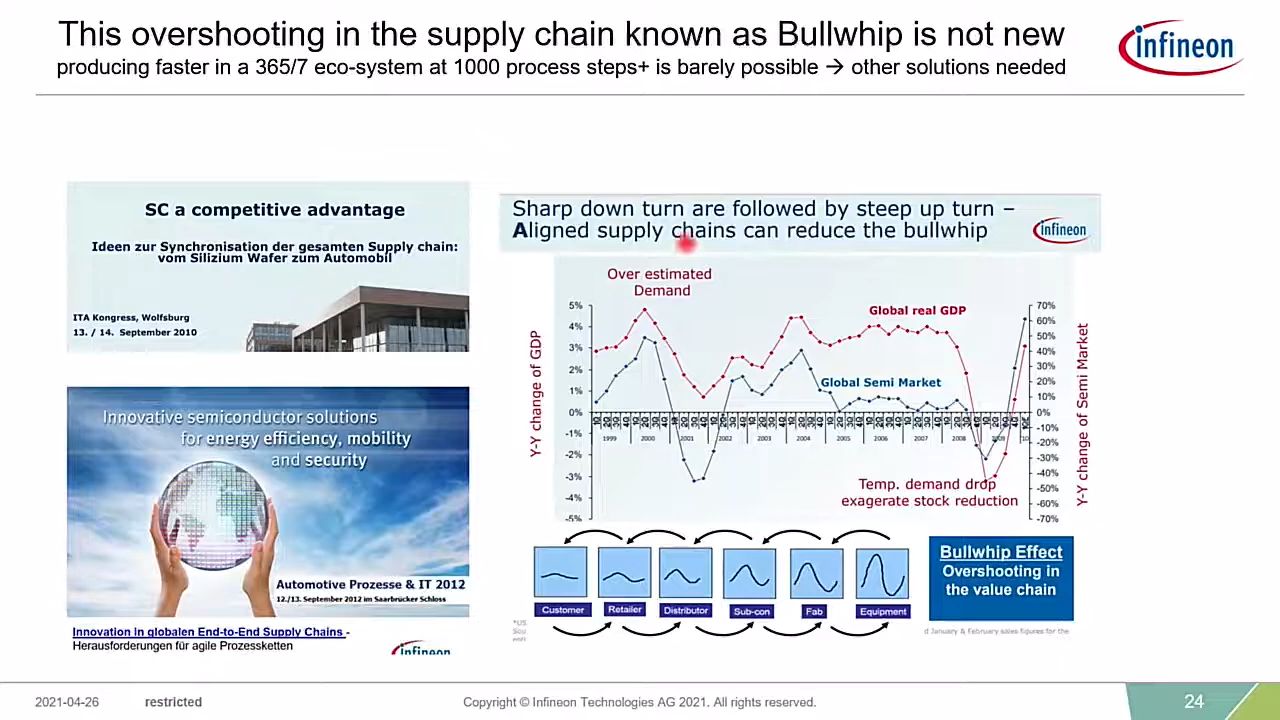 This overshooting in the supply chain known as Bullwhip is not new
producing faster in a 365/7 eco-system at 1000 process steps+ is barely possible → other solutions needed
infineon
SC a competitive advantage
Ideen zur Synchronisation der gesamten Supply chain:
vom Silizium Wafer zum Automobil
ITA Kongress, Wolfsburg
13. / 14. September 2010
Innovative semiconductor solutions
for energy efficiency, mobility
and security
Automotive Prozesse & IT 2012
12./13. September 2012 im Saarbrücker Schloss
Innovation in globalen End-to-End Supply Chains -
Herausforderungen für agile Prozessketten
infineon
Sharp down turn are followed by steep up turn –
Aligned supply chains can reduce the bullwhip
infineon
Over estimated
Demand
Y-Y change of GDP
5%
4%
3%
2%
1%
0%
-1%
-2%
-3%
-4%
-5%
Global real GDP
Global Semi Market
1999 2000 2001 2002 2003 2004 2005 2006 2007 2008 2009
Temp. demand drop
exagerate stock reduction
70%
60%
50%
40%
30%
20%
10%
0%
-10%
-20%
-30%
-40%
-50%
-60%
-70%
Y-Y change of Semi Market
Customer Retailer Distributor Sub-con Fab Equipment
Bullwhip Effect
Overshooting in
the value chain
*US
Sou
d January & February sales figures for the
2021-04-26 restricted Copyright © Infineon Technologies AG 2021. All rights reserved. 24